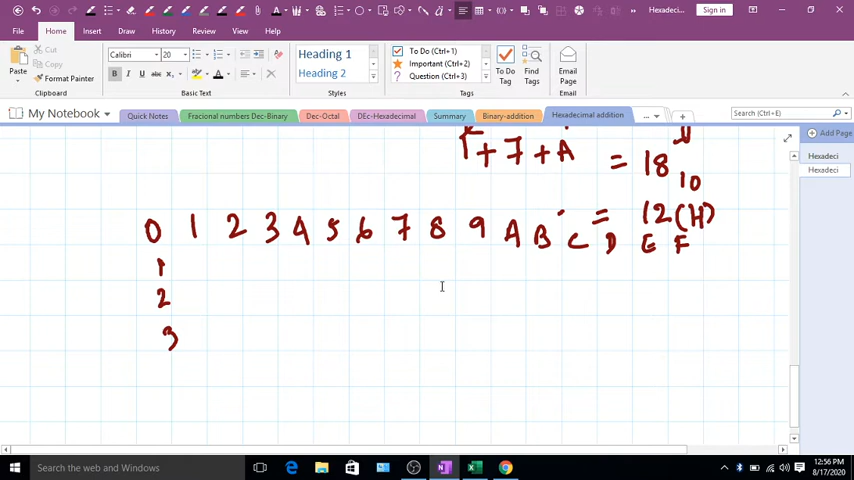 Hexadeci... Sign in
File Home Insert Draw History Review View Help
Paste Cut Copy Format Painter Clipboard
Calibri 20 B I U ab A Basic Text
Heading 1 Heading 2 Styles
To Do (Ctrl+1) Important (Ctrl+2) Question (Ctrl+3) To Do Tag Find Tags Tags
Email Page Email
My Notebook Quick Notes Fracional numbers Dec-Binary Dec-Octal DEc-Hexadecimal Summary Binary-addition Hexadecimal addition ... + Search (Ctrl+E)
Add Page
Hexadeci
Hexadeci
+ 7 + A = 18
10
= 12 (H)
0 1 2 3 4 5 6 7 8 9 A B C D E F
1
2
3
Search the web and Windows
12:56 PM
8/17/2020